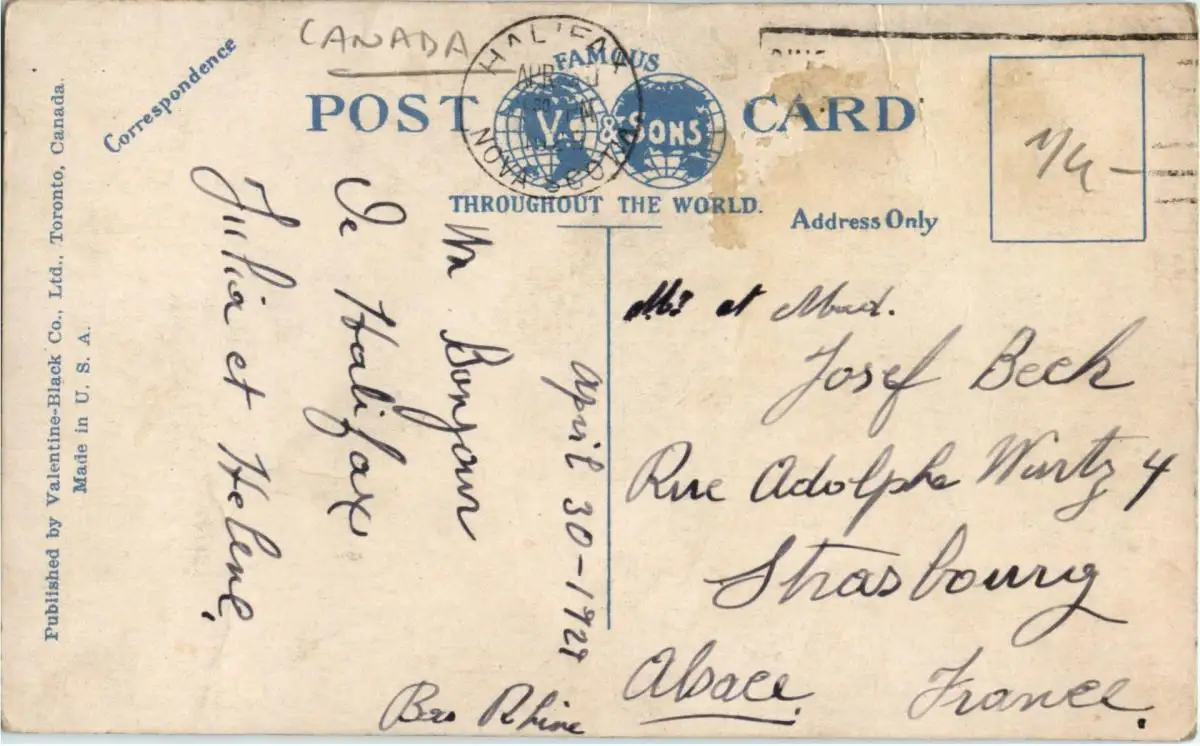 CANADA
Correspondence
HALIFAX
NOVA SCOTIA
FAMOUS
POST CARD
& SONS
THROUGHOUT THE WORLD.
Address Only
Un Bonjour
De Halifax
Julia et Helene.
April 30-1929
Mr et Mad.
Josef Beck
Rue Adolphe Wurtz 4
Strasbourg
Alsace. France.
Bas Rhine
Published by Valentine-Black Co., Ltd., Toronto, Canada.
Made in U. S. A.